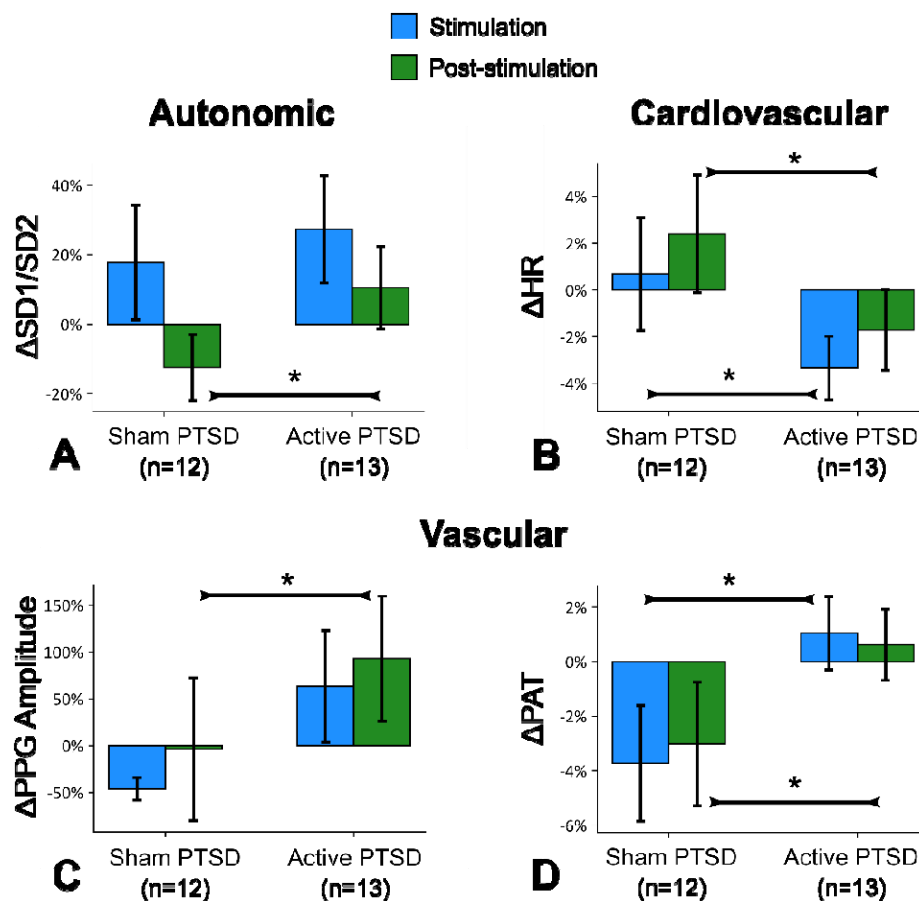 Stimulation
Post-stimulation
Autonomic
Cardlovascular
ΔSD1/SD2
40%
20%
0%
-20%
*
Sham PTSD
(n=12)
Active PTSD
(n=13)
A
ΔHR
4%
2%
0%
-2%
-4%
*
*
Sham PTSD
(n=12)
Active PTSD
(n=13)
B
Vascular
ΔPPG Amplitude
150%
100%
50%
0%
-50%
*
Sham PTSD
(n=12)
Active PTSD
(n=13)
C
ΔPAT
2%
0%
-2%
-4%
-6%
*
*
Sham PTSD
(n=12)
Active PTSD
(n=13)
D